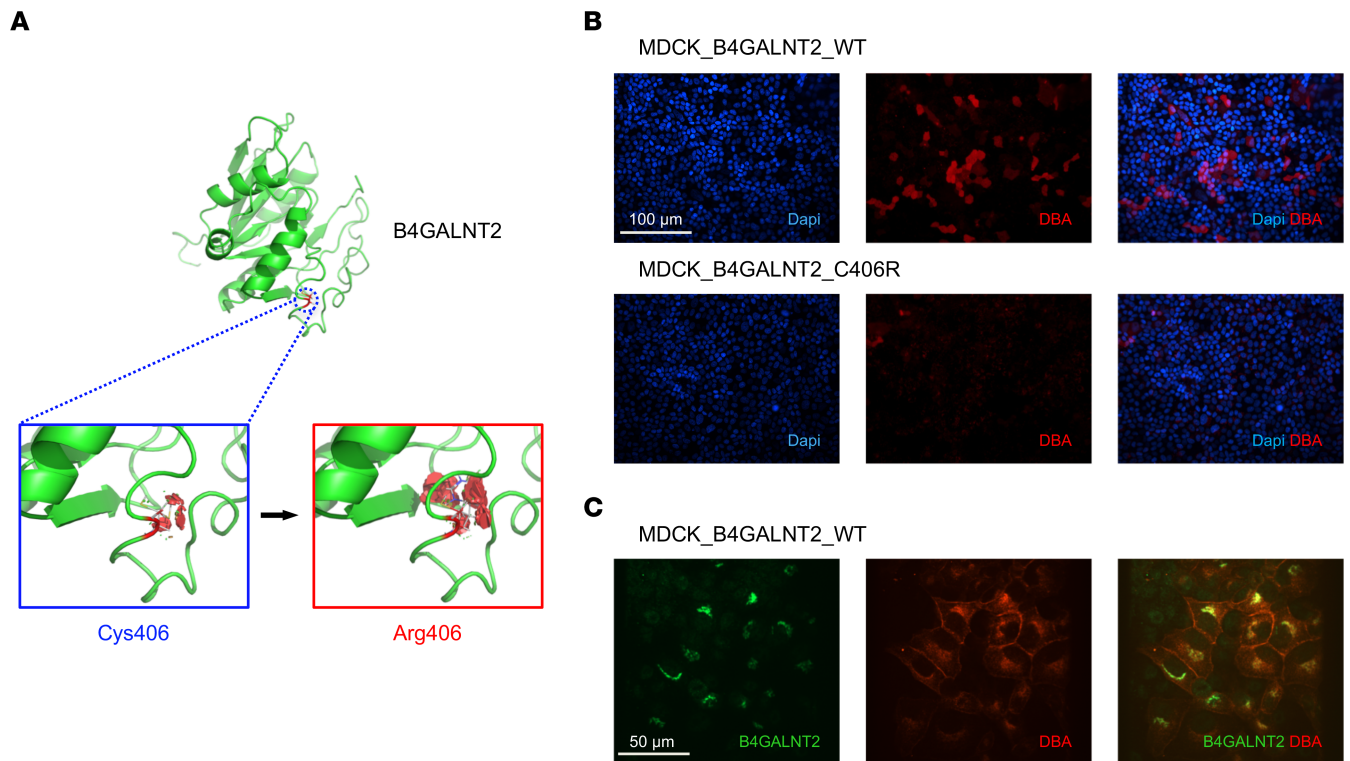 A
B4GALNT2
Cys406
Arg406
B
MDCK_B4GALNT2_WT
100 µm
Dapi
DBA
Dapi DBA
MDCK_B4GALNT2_C406R
Dapi
DBA
Dapi DBA
C
MDCK_B4GALNT2_WT
50 µm
B4GALNT2
DBA
B4GALNT2 DBA